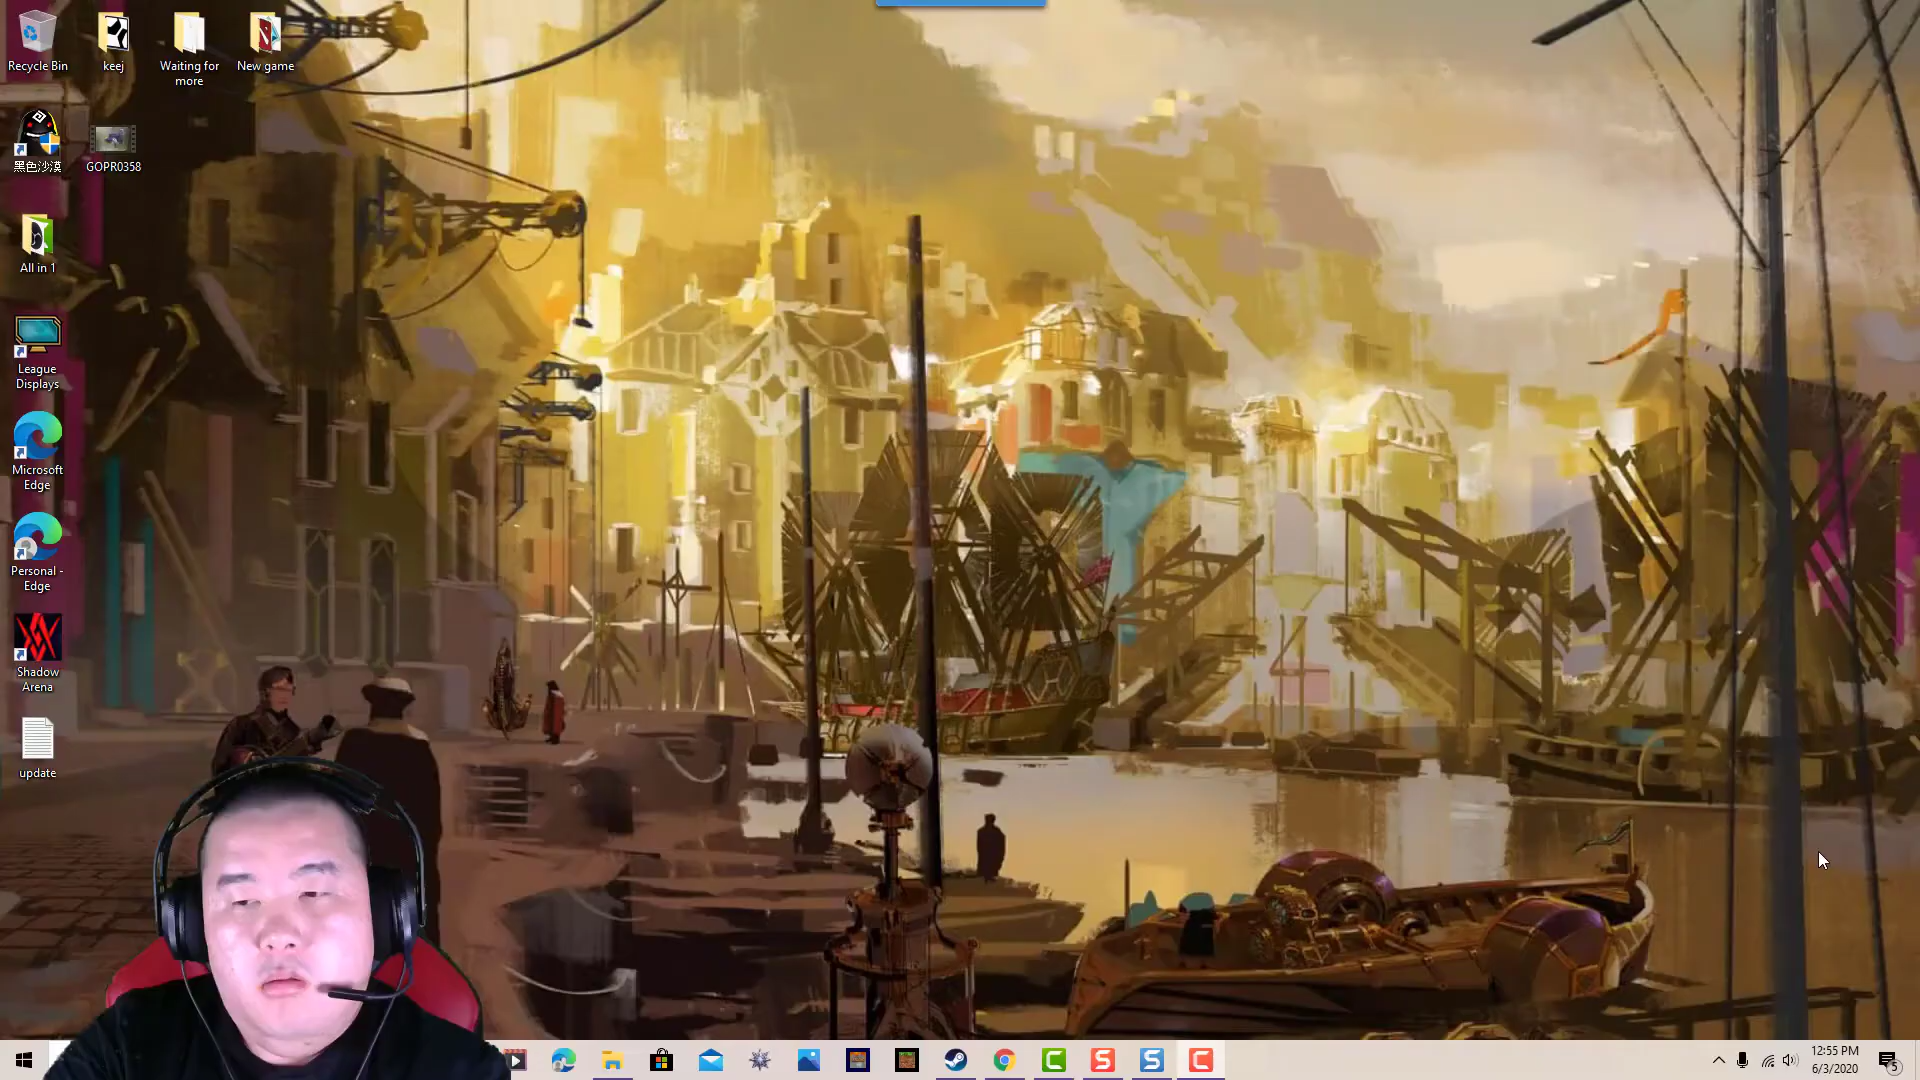 Recycle Bin
keej
Waiting for
more
New game
黑色沙漠
GOPR0358
All in 1
League
Displays
Microsoft
Edge
Personal -
Edge
Shadow
Arena
update
12:55 PM
6/3/2020
5